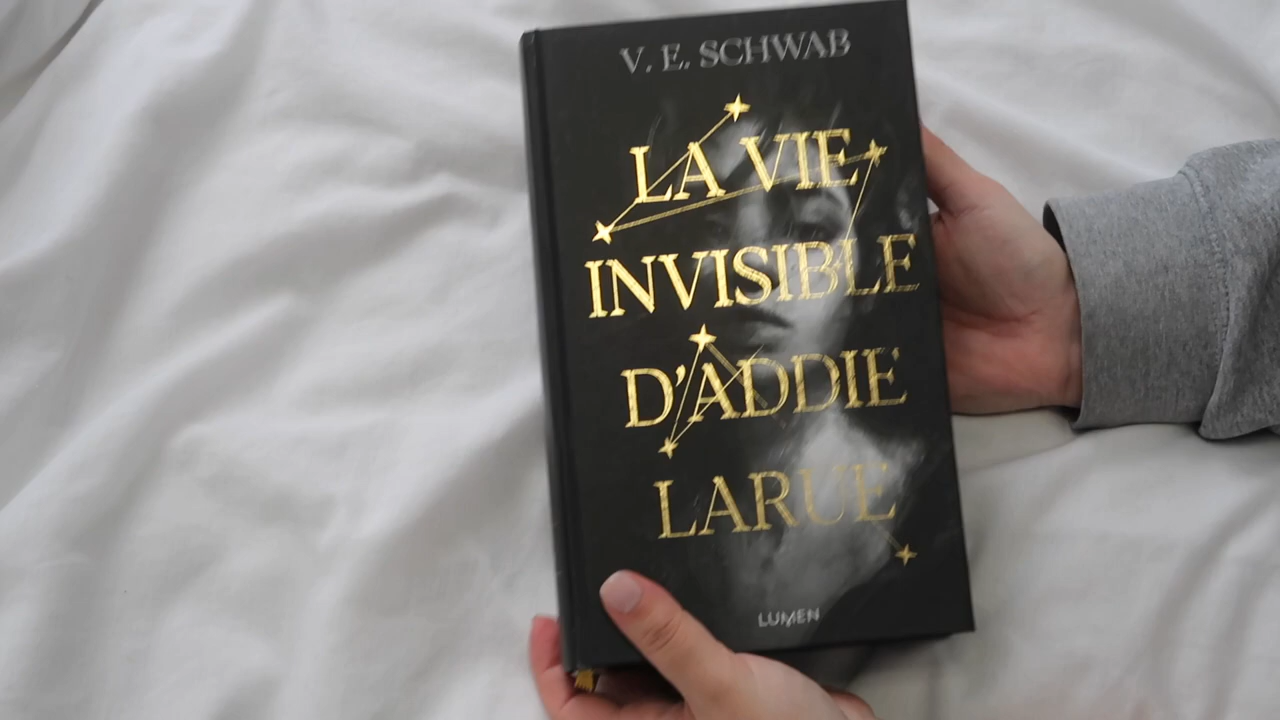 V. E. SCHWAB
LA VIE
INVISIBLE
D'ADDIE
LARUE
LUMEN